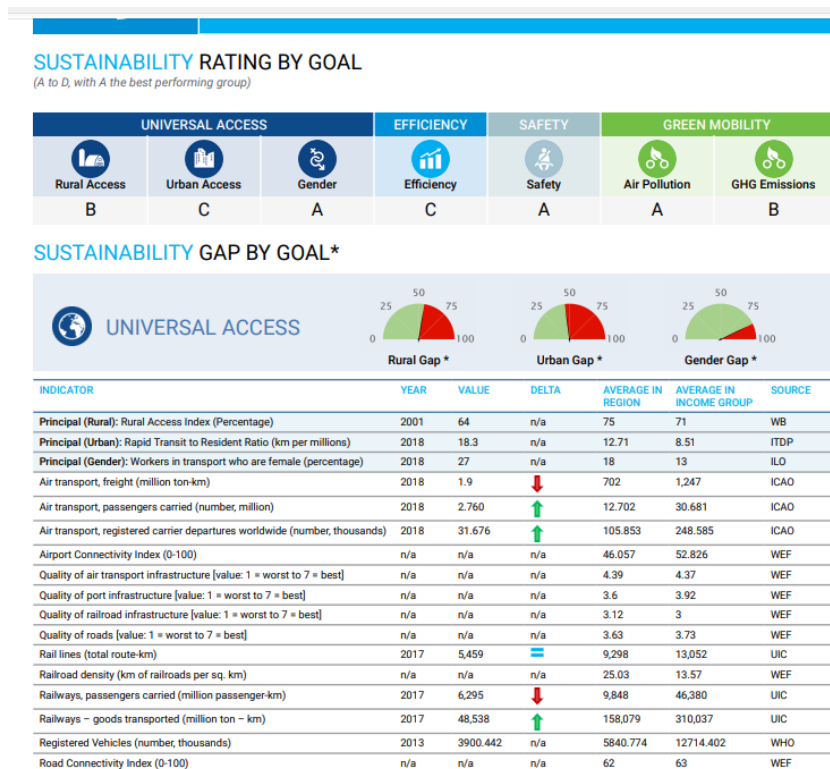 SUSTAINABILITY RATING BY GOAL
(A to D, with A the best performing group)
UNIVERSAL ACCESS EFFICIENCY SAFETY GREEN MOBILITY
Rural Access Urban Access Gender Efficiency Safety Air Pollution GHG Emissions
B C A C A A B
SUSTAINABILITY GAP BY GOAL*
UNIVERSAL ACCESS
0 25 50 75 100
Rural Gap *
0 25 50 75 100
Urban Gap *
0 25 50 75 100
Gender Gap *
INDICATOR YEAR VALUE DELTA AVERAGE IN REGION AVERAGE IN INCOME GROUP SOURCE
Principal (Rural): Rural Access Index (Percentage) 2001 64 n/a 75 71 WB
Principal (Urban): Rapid Transit to Resident Ratio (km per millions) 2018 18.3 n/a 12.71 8.51 ITDP
Principal (Gender): Workers in transport who are female (percentage) 2018 27 n/a 18 13 ILO
Air transport, freight (million ton-km) 2018 1.9 702 1,247 ICAO
Air transport, passengers carried (number, million) 2018 2.760 12.702 30.681 ICAO
Air transport, registered carrier departures worldwide (number, thousands) 2018 31.676 105.853 248.585 ICAO
Airport Connectivity Index (0-100) n/a n/a n/a 46.057 52.826 WEF
Quality of air transport infrastructure [value: 1 = worst to 7 = best] n/a n/a n/a 4.39 4.37 WEF
Quality of port infrastructure [value: 1 = worst to 7 = best] n/a n/a n/a 3.6 3.92 WEF
Quality of railroad infrastructure [value: 1 = worst to 7 = best] n/a n/a n/a 3.12 3 WEF
Quality of roads [value: 1 = worst to 7 = best] n/a n/a n/a 3.63 3.73 WEF
Rail lines (total route-km) 2017 5,459 = 9,298 13,052 UIC
Railroad density (km of railroads per sq. km) n/a n/a n/a 25.03 13.57 WEF
Railways, passengers carried (million passenger-km) 2017 6,295 9,848 46,380 UIC
Railways – goods transported (million ton – km) 2017 48,538 158,079 310,037 UIC
Registered Vehicles (number, thousands) 2013 3900.442 n/a 5840.774 12714.402 WHO
Road Connectivity Index (0-100) n/a n/a n/a 62 63 WEF